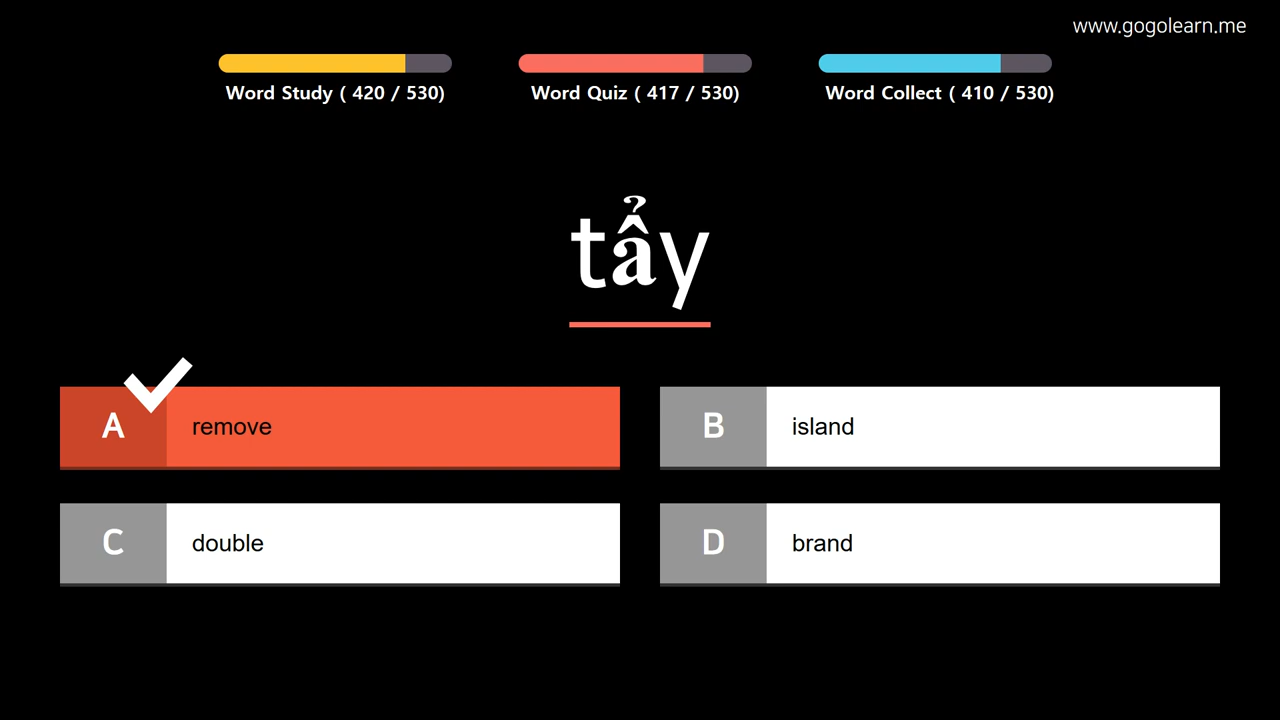 www.gogolearn.me
Word Study ( 420 / 530)
Word Quiz ( 417 / 530)
Word Collect ( 410 / 530)
tẩy
A remove
B island
C double
D brand